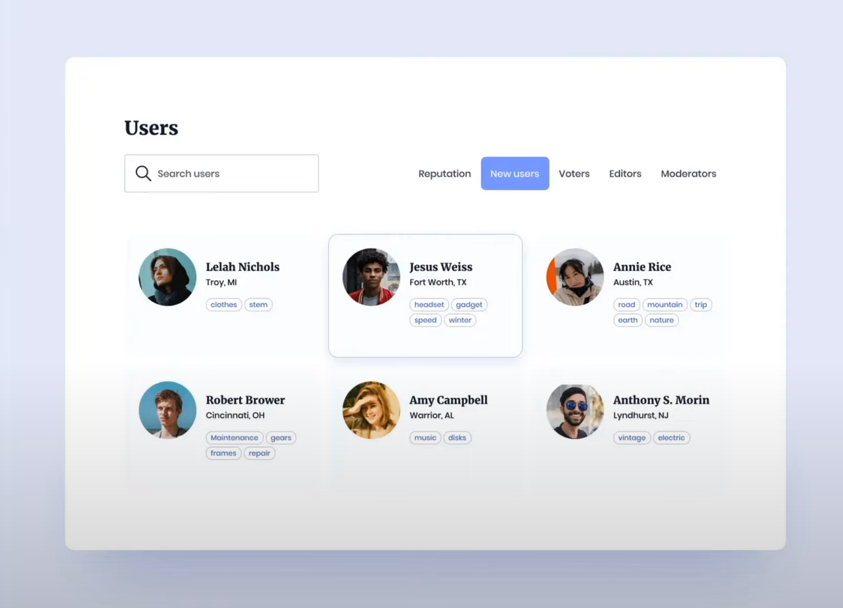 Users
Search users
Reputation New users Voters Editors Moderators
Lelah Nichols
Troy, MI
clothes stem
Jesus Weiss
Fort Worth, TX
headset gadget
speed winter
Annie Rice
Austin, TX
road mountain trip
earth nature
Robert Brower
Cincinnati, OH
Maintenance gears
frames repair
Amy Campbell
Warrior, AL
music disks
Anthony S. Morin
Lyndhurst, NJ
vintage electric